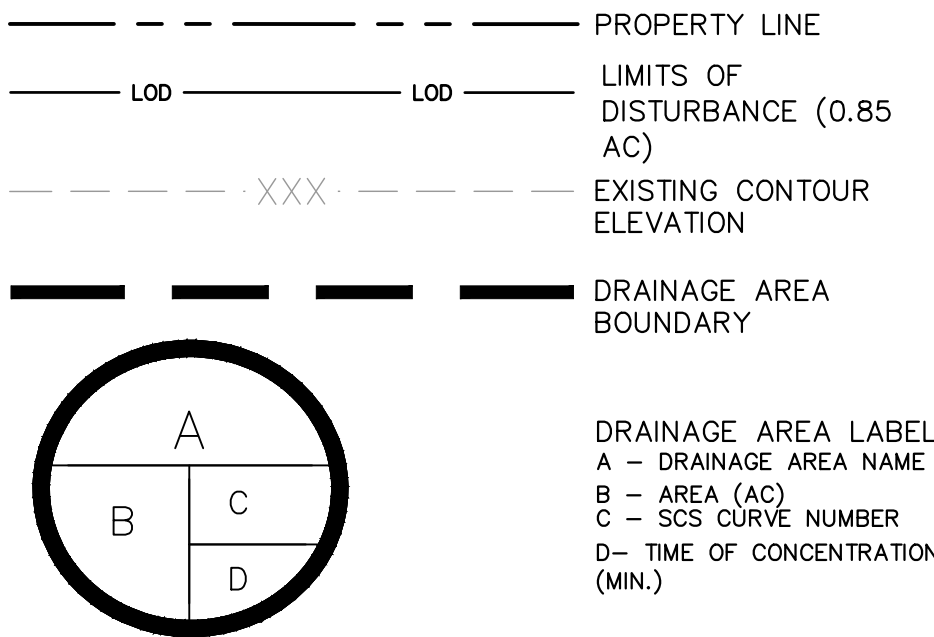 PROPERTY LINE
LOD LOD
LIMITS OF
DISTURBANCE (0.85
AC)
XXX
EXISTING CONTOUR
ELEVATION
DRAINAGE AREA
BOUNDARY
A
B
C
D
DRAINAGE AREA LABEL
A – DRAINAGE AREA NAME
B – AREA (AC)
C – SCS CURVE NUMBER
D– TIME OF CONCENTRATION
(MIN.)